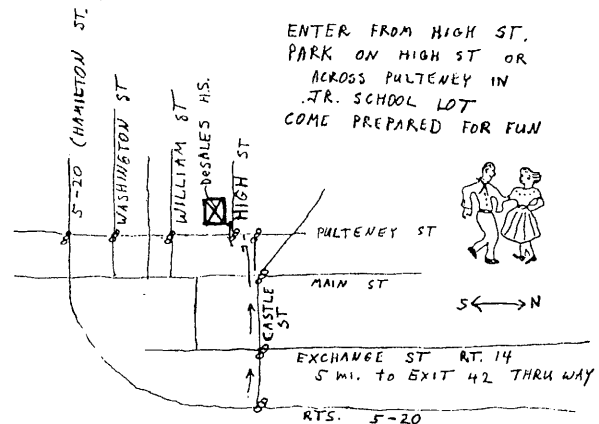 ENTER FROM HIGH ST.
PARK ON HIGH ST OR
ACROSS PULTENEY IN
JR. SCHOOL LOT
COME PREPARED FOR FUN
5-20 (HAMILTON ST.
WASHINGTON ST
WILLIAM ST
DeSALES H.S.
HIGH ST
PULTENEY ST
MAIN ST
S N
CASTLE ST
EXCHANGE ST RT. 14
5 mi. to EXIT 42 THRU WAY
RTS. 5-20